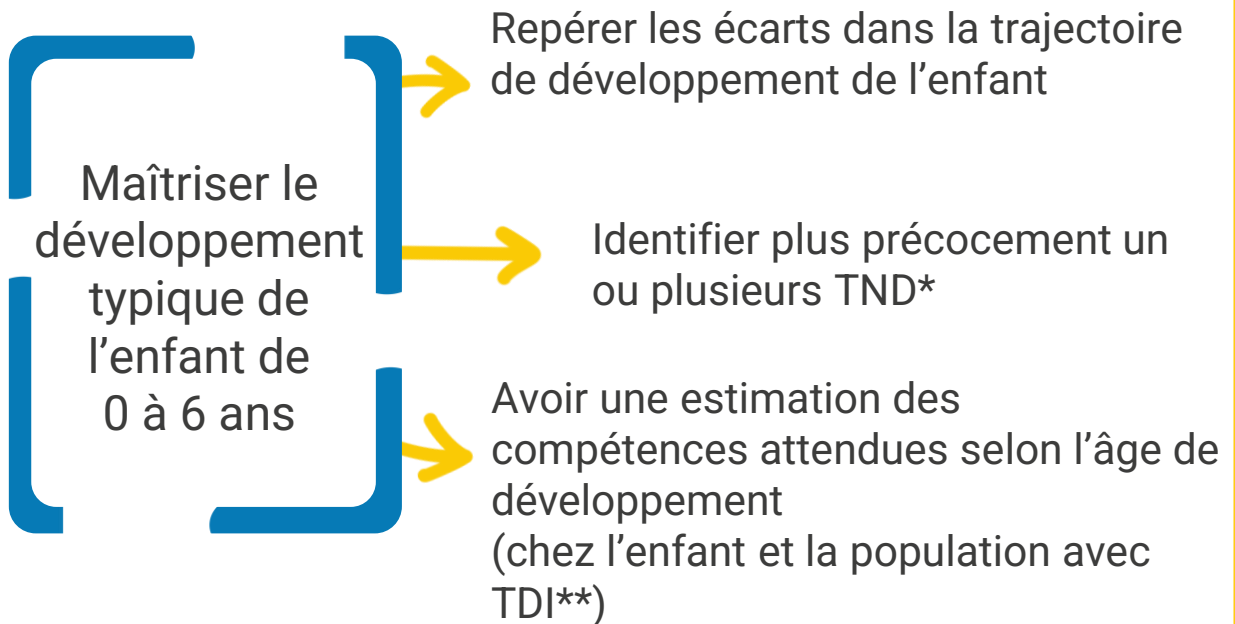 Maîtriser le
développement
typique de
l’enfant de
0 à 6 ans
Repérer les écarts dans la trajectoire
de développement de l’enfant
Identifier plus précocement un
ou plusieurs TND*
Avoir une estimation des
compétences attendues selon l’âge de
développement
(chez l’enfant et la population avec
TDI**)